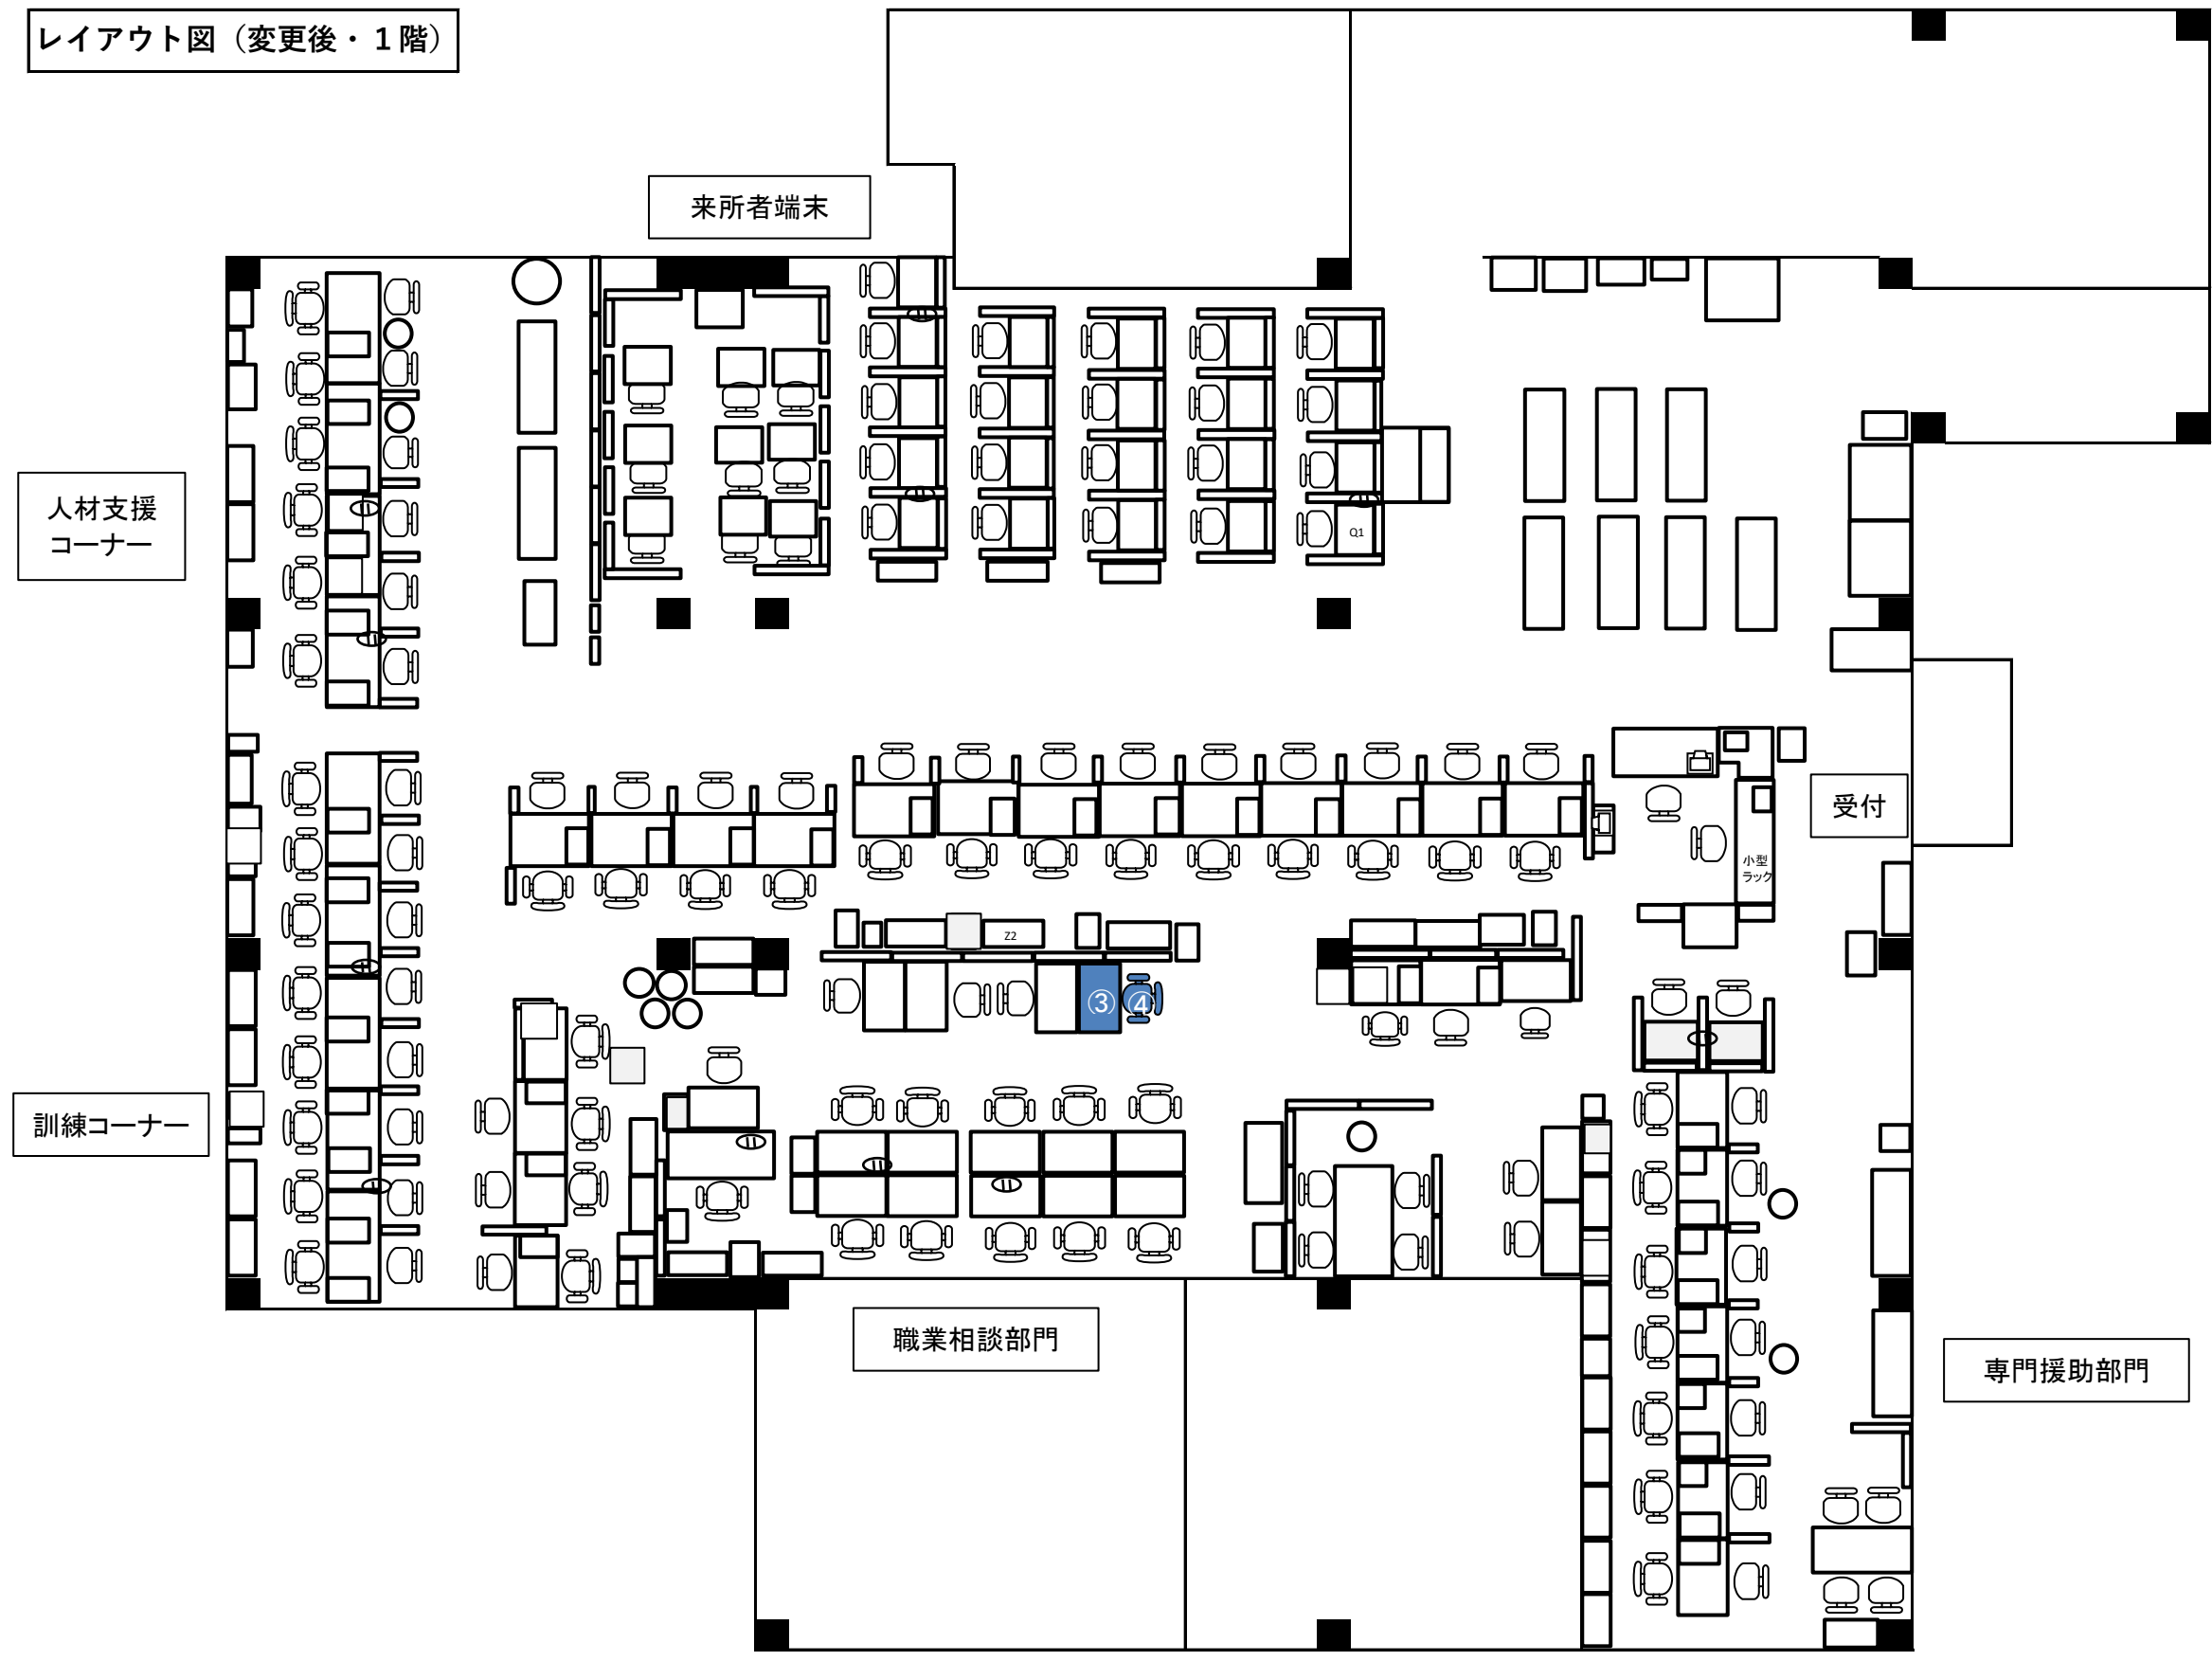 レイアウト図（変更後・１階）
来所者端末
人材支援
コーナー
Q1
受付
小型
ラック
Z2
③
④
訓練コーナー
職業相談部門
専門援助部門